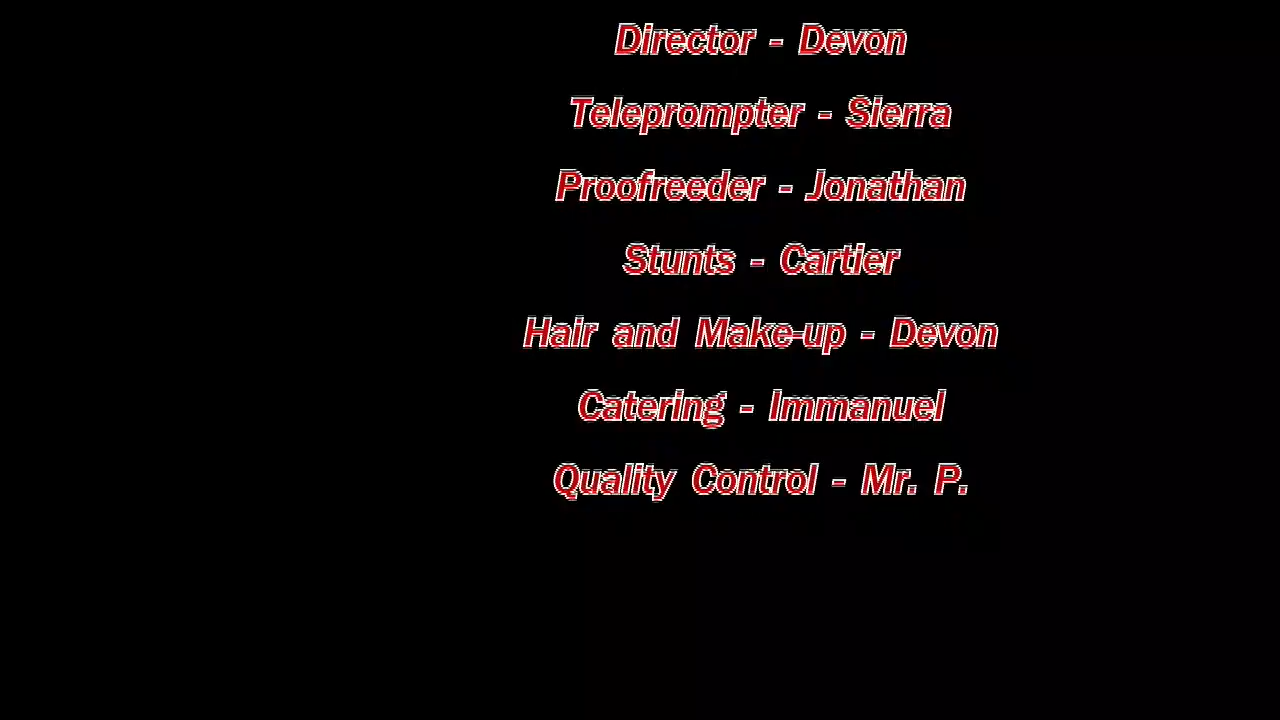 Director - Devon
Teleprompter - Sierra
Proofreeder - Jonathan
Stunts - Cartier
Hair and Make-up - Devon
Catering - Immanuel
Quality Control - Mr. P.